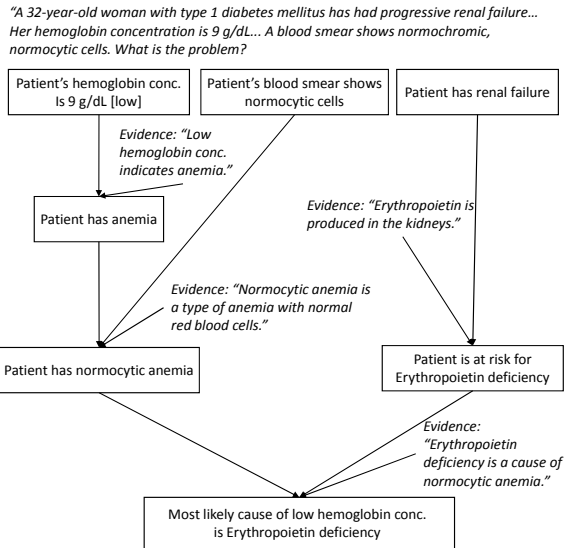 “A 32-year-old woman with type 1 diabetes mellitus has had progressive renal failure…
Her hemoglobin concentration is 9 g/dL... A blood smear shows normochromic,
normocytic cells. What is the problem?
Patient’s hemoglobin conc.
Is 9 g/dL [low]
Patient’s blood smear shows
normocytic cells
Patient has renal failure
Evidence: “Low
hemoglobin conc.
indicates anemia.”
Patient has anemia
Evidence: “Erythropoietin is
produced in the kidneys.”
Evidence: “Normocytic anemia is
a type of anemia with normal
red blood cells.”
Patient has normocytic anemia
Patient is at risk for
Erythropoietin deficiency
Evidence:
“Erythropoietin
deficiency is a cause of
normocytic anemia.”
Most likely cause of low hemoglobin conc.
is Erythropoietin deficiency